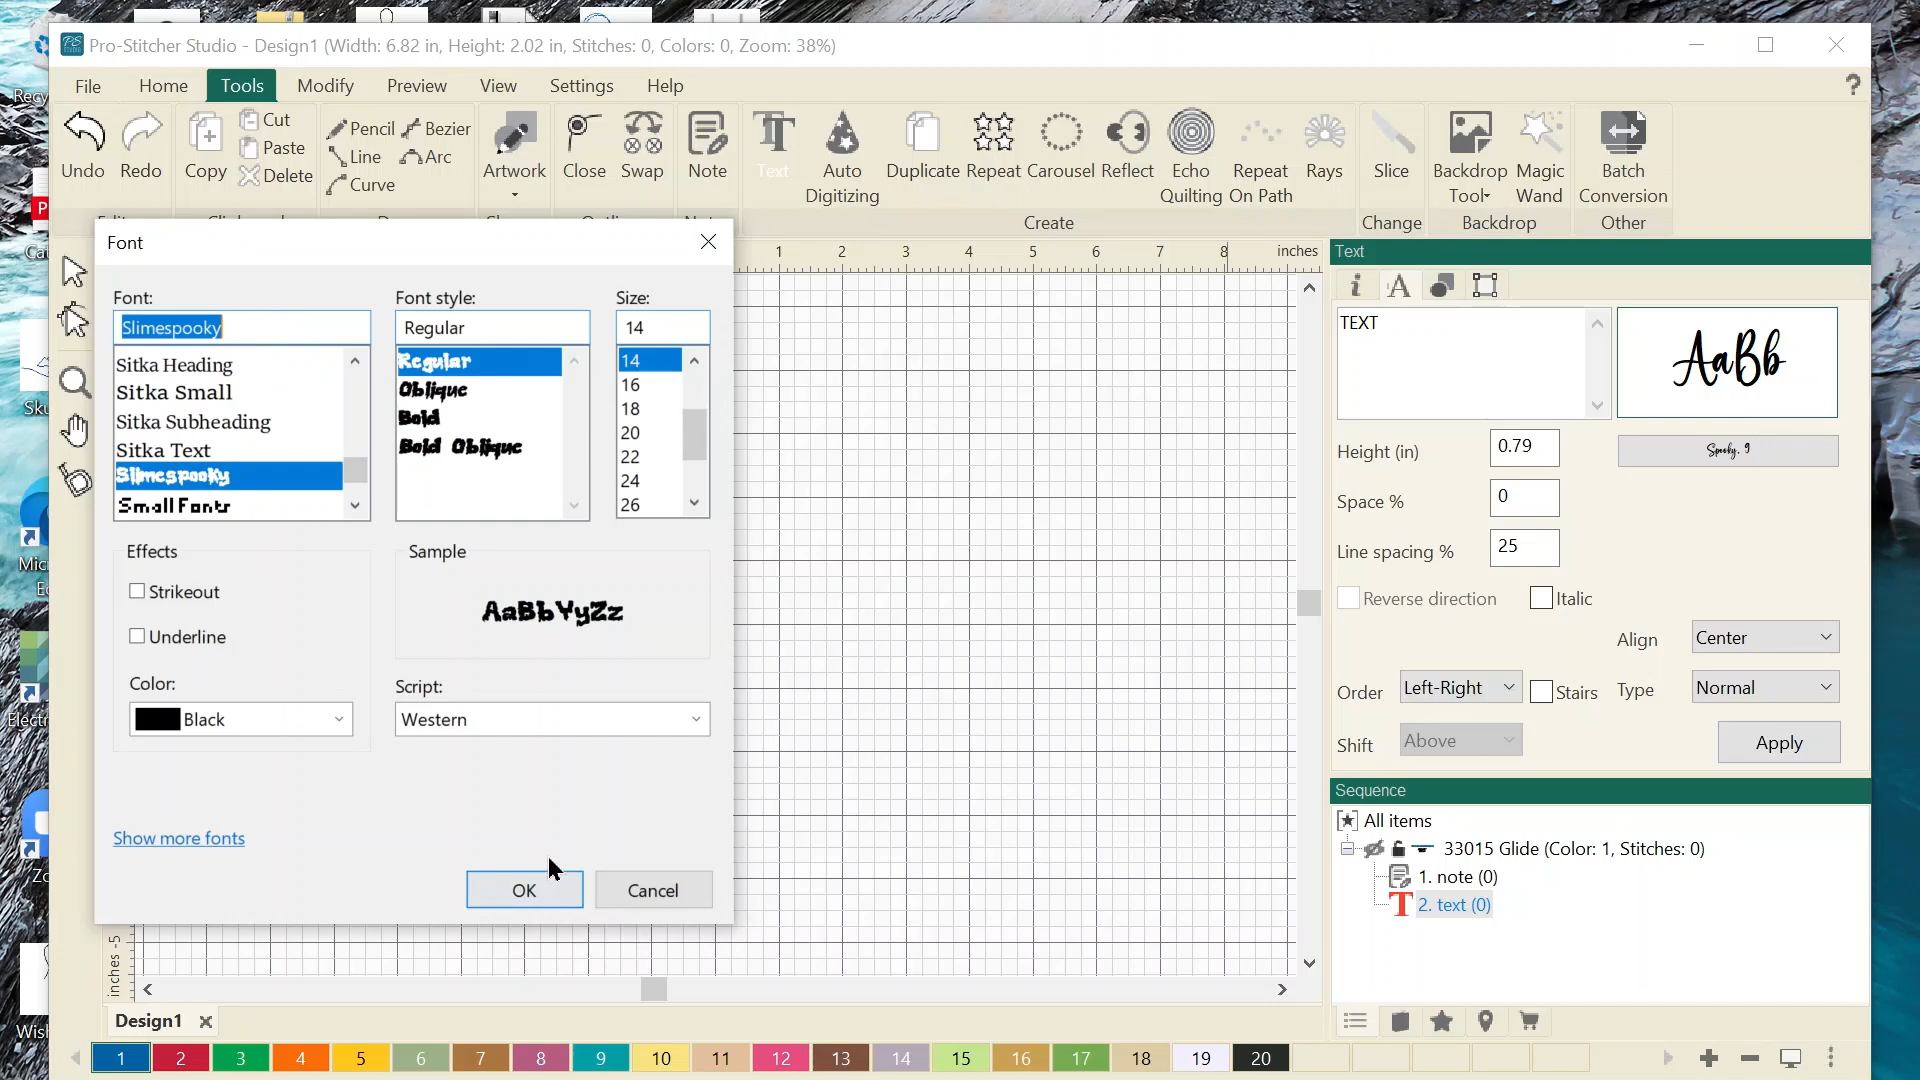 Pro-Stitcher Studio - Design1 (Width: 6.82 in, Height: 2.02 in, Stitches: 0, Colors: 0, Zoom: 38%)
File Home Tools Modify Preview View Settings Help
Undo
Redo
Copy
Cut
Paste
Delete
Pencil
Bezier
Line
Arc
Curve
Artwork
Close
Swap
Note
Text
Auto
Digitizing
Duplicate
Repeat
Carousel
Reflect
Echo
Quilting
Repeat
On Path
Rays
Slice
Backdrop
Tool
Magic
Wand
Batch
Conversion
Create
Change
Backdrop
Other
Font
Font:
Slimespooky
Sitka Heading
Sitka Small
Sitka Subheading
Sitka Text
Slimespooky
Small Fonts
Font style:
Regular
Regular
Oblique
Bold
Bold Oblique
Size:
14
14
16
18
20
22
24
26
Effects
Strikeout
Underline
Color:
Black
Sample
AaBbYyZz
Script:
Western
Show more fonts
OK
Cancel
1 2 3 4 5 6 7 8 inches
inches -5
Text
TEXT
AaBb
Height (in) 0.79
Spooky, 9
Space % 0
Line spacing % 25
Reverse direction
Italic
Align Center
Order Left-Right
Stairs
Type Normal
Shift Above
Apply
Sequence
All items
33015 Glide (Color: 1, Stitches: 0)
1. note (0)
2. text (0)
Design1
1 2 3 4 5 6 7 8 9 10 11 12 13 14 15 16 17 18 19 20